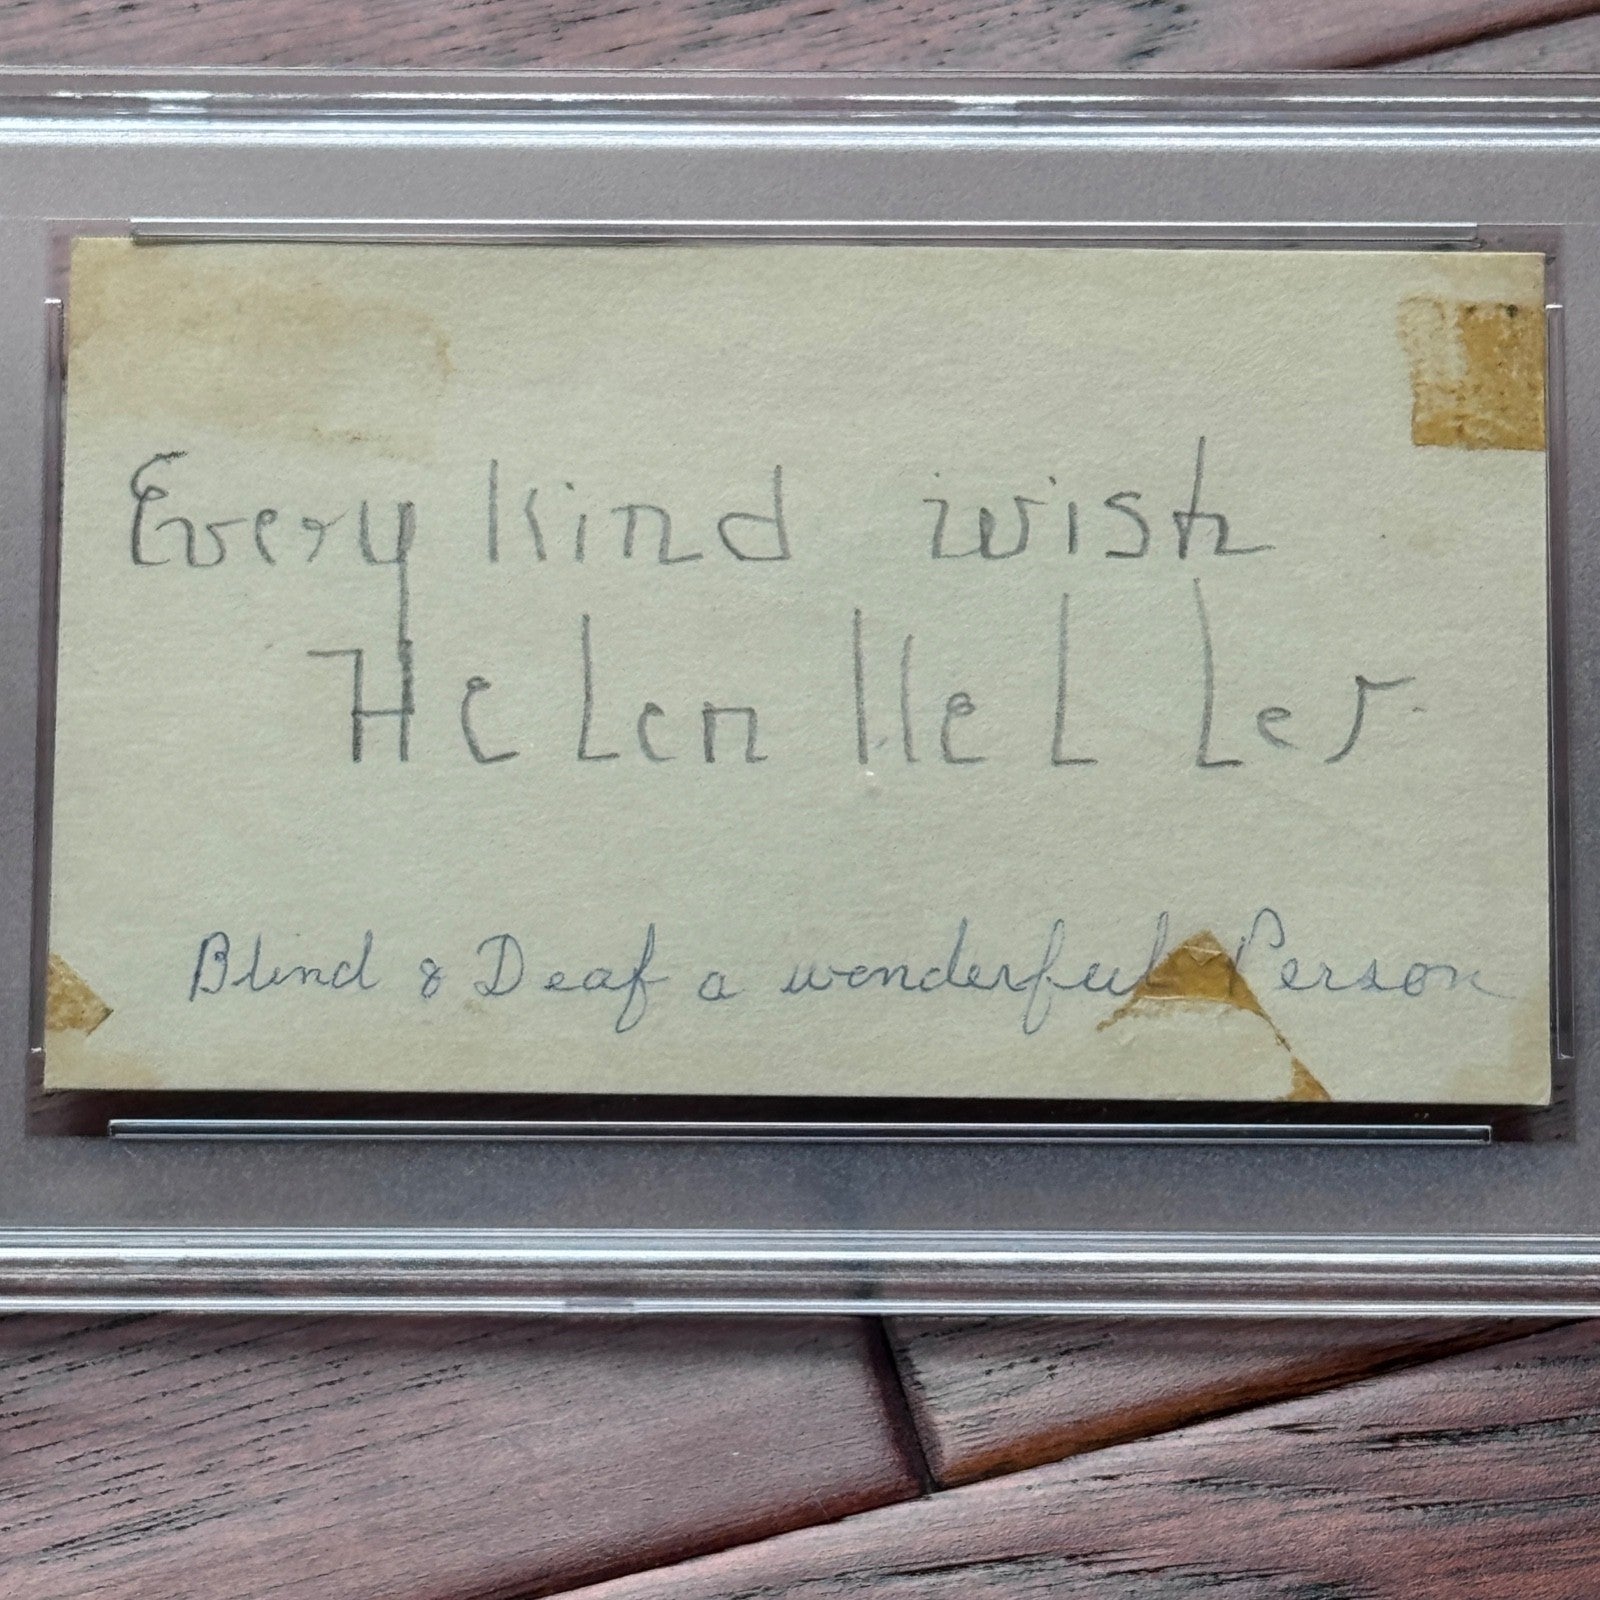 Every kind wish
Helen Keller
Blind & Deaf a wonderful Person